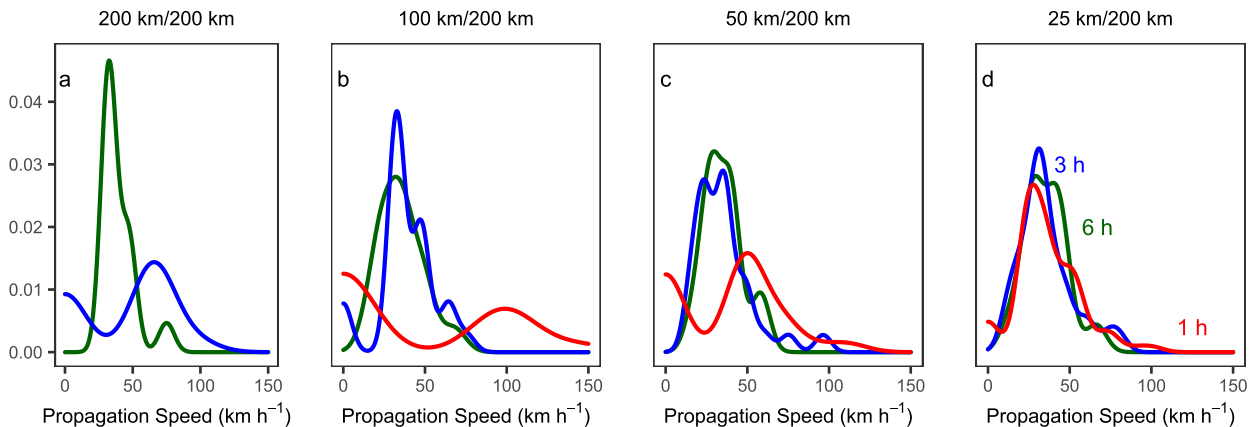 200 km/200 km
100 km/200 km
50 km/200 km
25 km/200 km
a
b
c
d
0.04
0.03
0.02
0.01
0.00
3 h
6 h
1 h
0 50 100 150
0 50 100 150
0 50 100 150
0 50 100 150
Propagation Speed (km h⁻¹)
Propagation Speed (km h⁻¹)
Propagation Speed (km h⁻¹)
Propagation Speed (km h⁻¹)